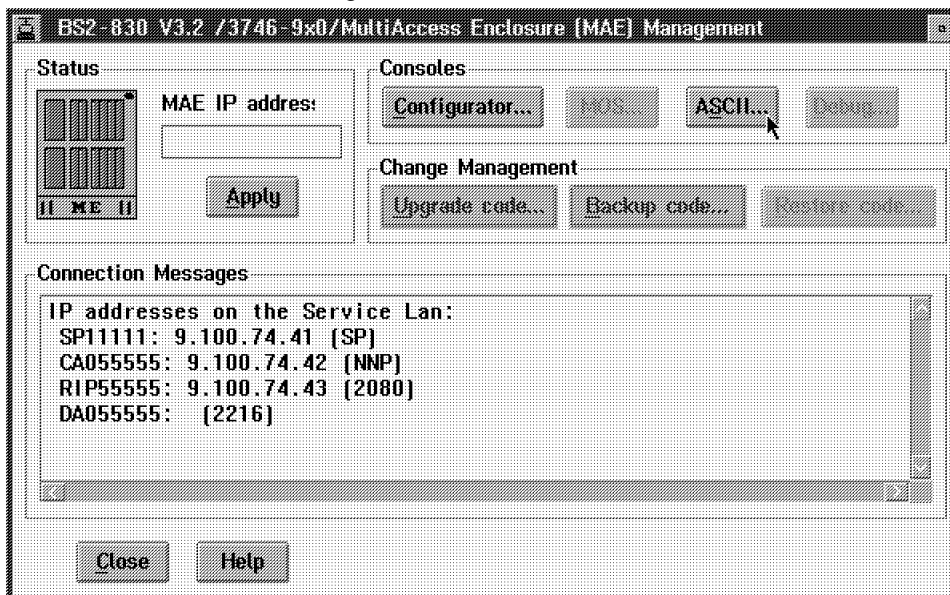 BS2-830 V3.2 /3746-9x0/MultiAccess Enclosure (MAE) Management
Status
MAE IP address
Apply
ME
Consoles
Configurator...
MOS...
ASCII...
Debug...
Change Management
Upgrade code...
Backup code...
Restore code...
Connection Messages
IP addresses on the Service Lan:
SP11111: 9.100.74.41 (SP)
CA055555: 9.100.74.42 (NNP)
RIP55555: 9.100.74.43 (2080)
DA055555: (2216)
Close
Help